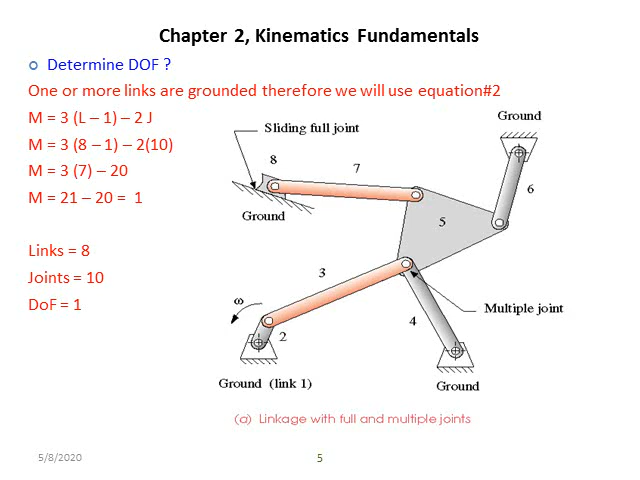 Chapter 2, Kinematics Fundamentals
Determine DOF ?
One or more links are grounded therefore we will use equation#2
M = 3 (L – 1) – 2 J
M = 3 (8 – 1) – 2(10)
M = 3 (7) – 20
M = 21 – 20 = 1
Links = 8
Joints = 10
DoF = 1
Ground
Sliding full joint
8
7
6
Ground
5
3
ω
Multiple joint
4
2
Ground (link 1)
Ground
(a) Linkage with full and multiple joints
5/8/2020
5